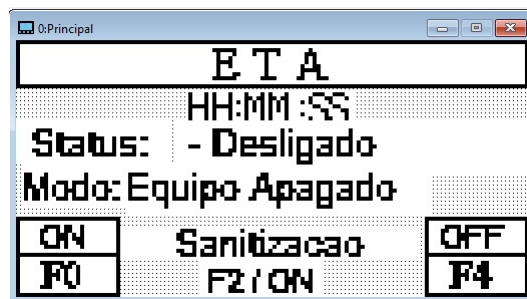 0:Principal
E T A
HH:MM:SS
Status: - Desligado
Modo: Equipo Apagado
ON Sanitizacao OFF
F0 F2 / ON F4